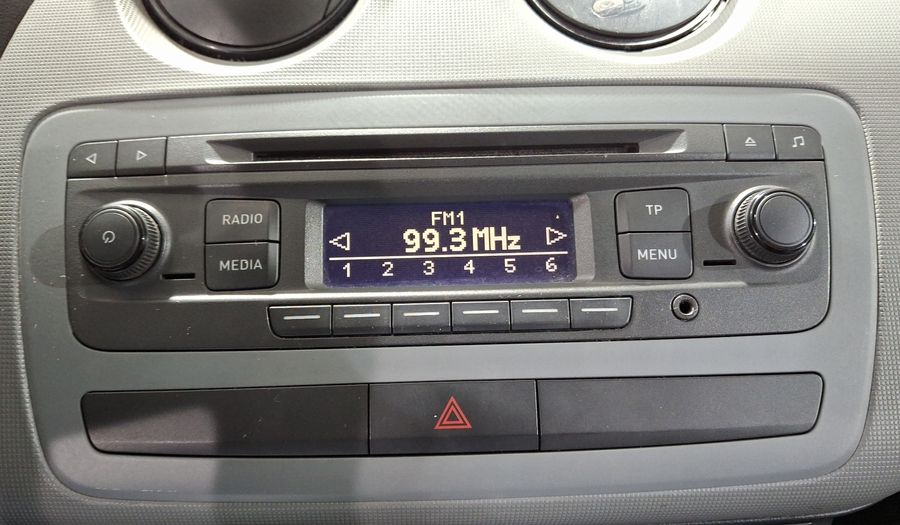 RADIO
MEDIA
FM1
99.3 MHz
1 2 3 4 5 6
TP
MENU